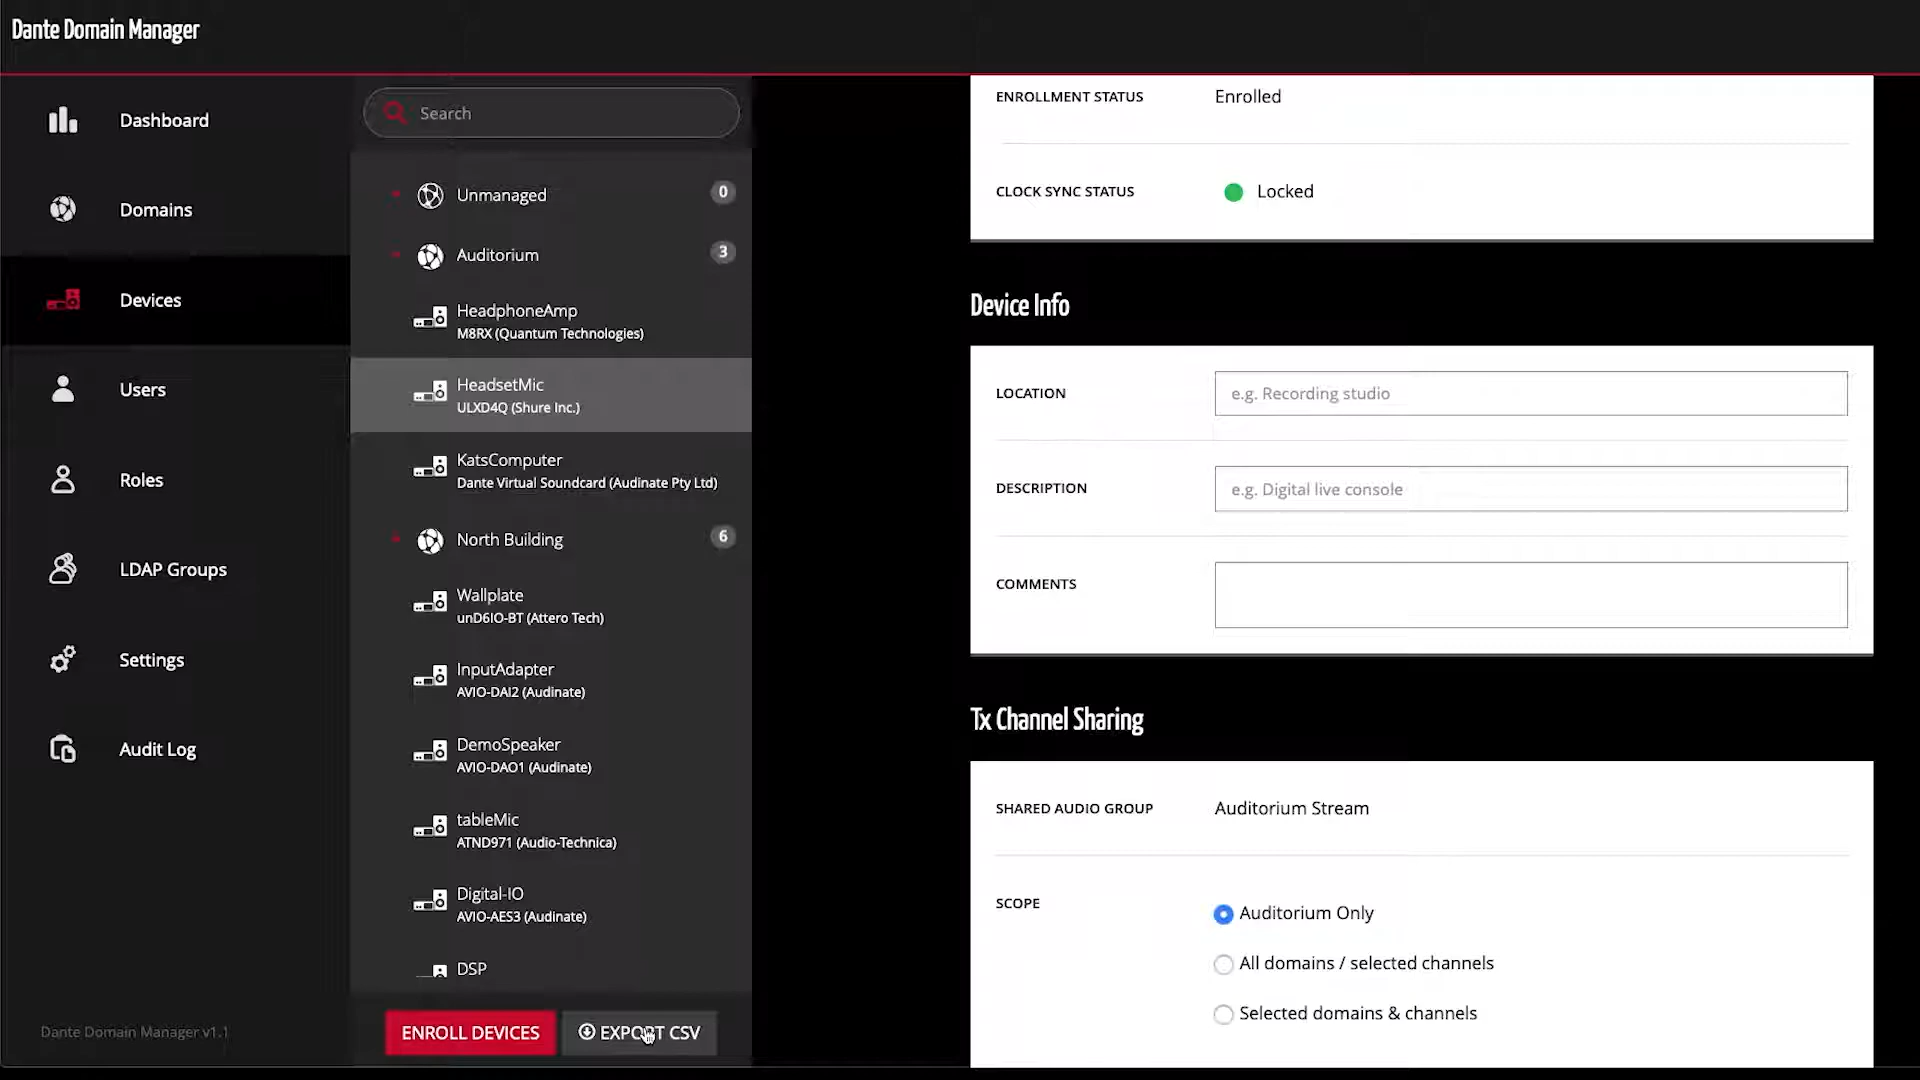 Dante Domain Manager
Dashboard
Domains
Devices
Users
Roles
LDAP Groups
Settings
Audit Log
Dante Domain Manager v1.1
Search
Unmanaged
0
Auditorium
3
HeadphoneAmp
M8RX (Quantum Technologies)
HeadsetMic
ULXD4Q (Shure Inc.)
KatsComputer
Dante Virtual Soundcard (Audinate Pty Ltd)
North Building
6
Wallplate
unD6IO-BT (Attero Tech)
InputAdapter
AVIO-DAI2 (Audinate)
DemoSpeaker
AVIO-DAO1 (Audinate)
tableMic
ATND971 (Audio-Technica)
Digital-IO
AVIO-AES3 (Audinate)
DSP
ENROLL DEVICES
EXPORT CSV
ENROLLMENT STATUS
Enrolled
CLOCK SYNC STATUS
Locked
Device Info
LOCATION
e.g. Recording studio
DESCRIPTION
e.g. Digital live console
COMMENTS
Tx Channel Sharing
SHARED AUDIO GROUP
Auditorium Stream
SCOPE
Auditorium Only
All domains / selected channels
Selected domains & channels